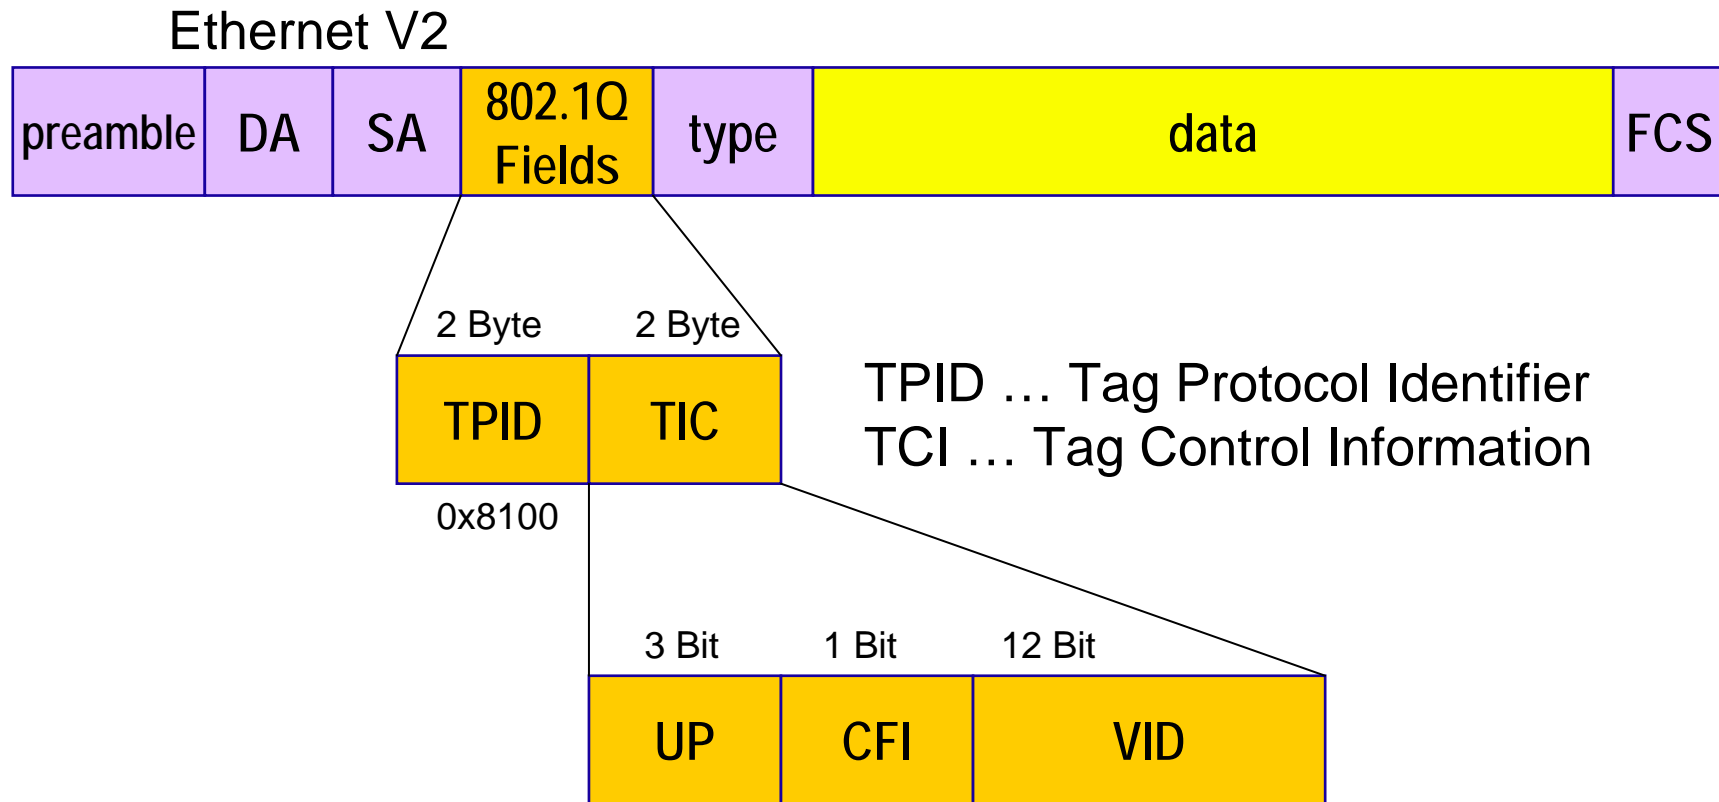 Ethernet V2
preamble DA SA 802.1Q Fields type data FCS
2 Byte 2 Byte
TPID TIC
0x8100
TPID … Tag Protocol Identifier
TCI … Tag Control Information
3 Bit 1 Bit 12 Bit
UP CFI VID